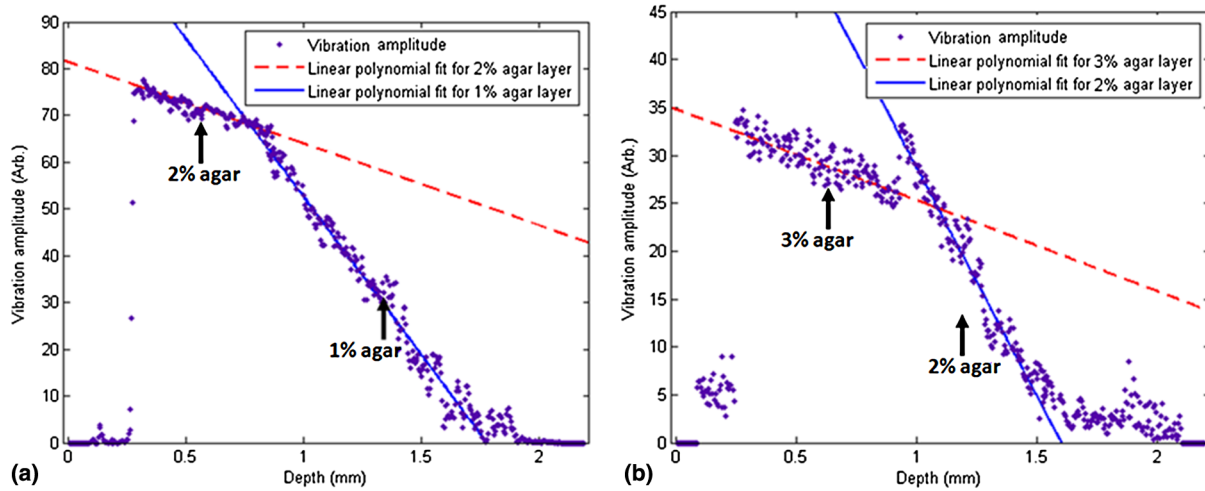 90
80
70
60
50
40
30
20
10
0
Vibration amplitude (Arb.)
Vibration amplitude
Linear polynomial fit for 2% agar layer
Linear polynomial fit for 1% agar layer
2% agar
1% agar
0 0.5 1 1.5 2
Depth (mm)
(a)
45
40
35
30
25
20
15
10
5
0
Vibration amplitude (Arb.)
Vibration amplitude
Linear polynomial fit for 3% agar layer
Linear polynomial fit for 2% agar layer
3% agar
2% agar
0 0.5 1 1.5 2
Depth (mm)
(b)